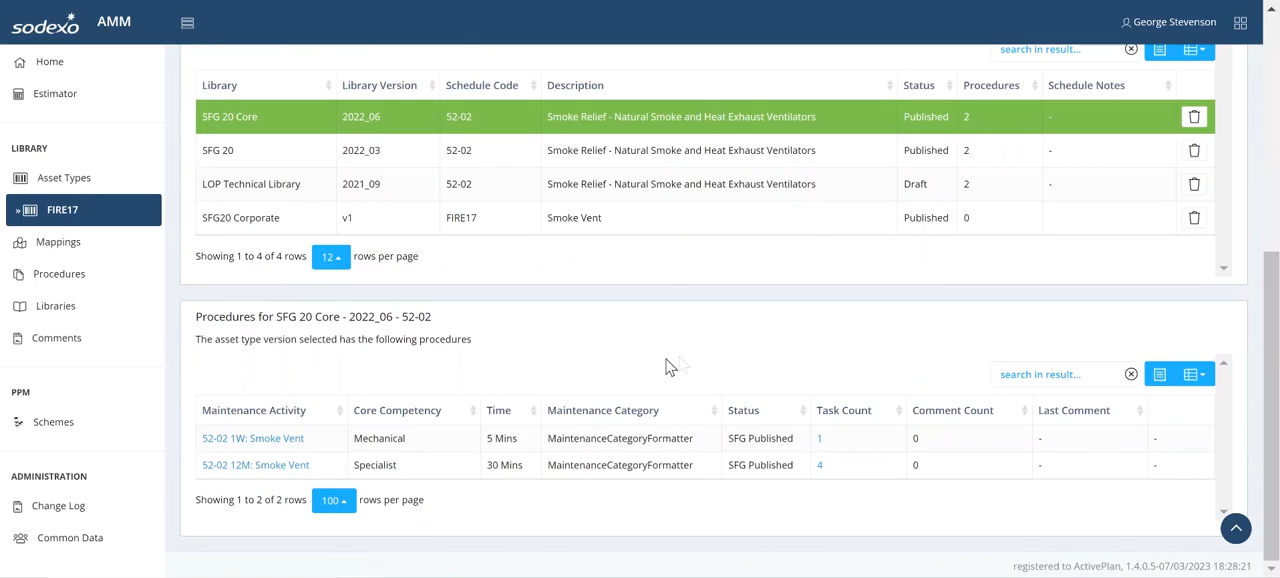 sodexo AMM George Stevenson
Home
Estimator
LIBRARY
Asset Types
» FIRE17
Mappings
Procedures
Libraries
Comments
PPM
Schemes
ADMINISTRATION
Change Log
Common Data
search in result...
Library Library Version Schedule Code Description Status Procedures Schedule Notes
SFG 20 Core 2022_06 52-02 Smoke Relief - Natural Smoke and Heat Exhaust Ventilators Published 2 -
SFG 20 2022_03 52-02 Smoke Relief - Natural Smoke and Heat Exhaust Ventilators Published 2 -
LOP Technical Library 2021_09 52-02 Smoke Relief - Natural Smoke and Heat Exhaust Ventilators Draft 2 -
SFG20 Corporate v1 FIRE17 Smoke Vent Published 0
Showing 1 to 4 of 4 rows 12 rows per page
Procedures for SFG 20 Core - 2022_06 - 52-02
The asset type version selected has the following procedures
search in result...
Maintenance Activity Core Competency Time Maintenance Category Status Task Count Comment Count Last Comment
52-02 1W: Smoke Vent Mechanical 5 Mins MaintenanceCategoryFormatter SFG Published 1 0 - -
52-02 12M: Smoke Vent Specialist 30 Mins MaintenanceCategoryFormatter SFG Published 4 0 - -
Showing 1 to 2 of 2 rows 100 rows per page
registered to ActivePlan, 1.4.0.5-07/03/2023 18:28:21